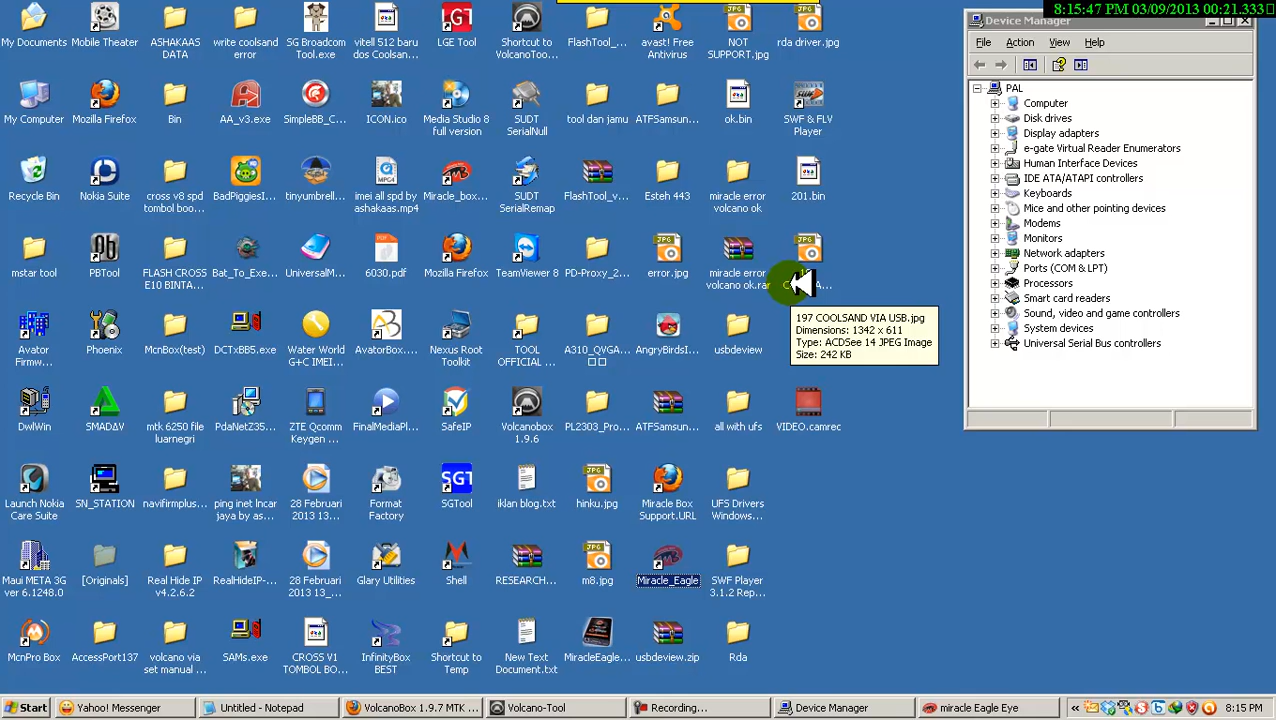 8:15:47 PM 03/09/2013 00:21.333
My Documents
Mobile Theater
ASHAKAAS
DATA
write coolsand
error
SG Broadcom
Tool.exe
vitell 512 baru
dos Coolsan...
LGE Tool
Shortcut to
VolcanoToo...
FlashTool_...
avast! Free
Antivirus
NOT
SUPPORT.jpg
rda driver.jpg
My Computer
Mozilla Firefox
Bin
AA_v3.exe
SimpleBB_C...
ICON.ico
Media Studio 8
full version
SUDT
SerialNull
tool dan jamu
ATFSamsun...
ok.bin
SWF & FLV
Player
Recycle Bin
Nokia Suite
cross v8 spd
tombol boo...
BadPiggiesI...
tinyumbrell...
imei all spd by
ashakaas.mp4
Miracle_box...
SUDT
SerialRemap
FlashTool_v...
Esteh 443
miracle error
volcano ok
201.bin
mstar tool
PBTool
FLASH CROSS
E10 BINTA...
Bat_To_Exe...
UniversalM...
6030.pdf
Mozilla Firefox
TeamViewer 8
PD-Proxy_2...
error.jpg
miracle error
volcano ok.rar
197 COOLSAND VIA USB.jpg
Dimensions: 1342 x 611
Type: ACDSee 14 JPEG Image
Size: 242 KB
Avator
Firmw...
Phoenix
McnBox(test)
DCTxBB5.exe
Water World
G+C IMEI...
AvatorBox....
Nexus Root
Toolkit
TOOL
OFFICIAL ...
A310_QVGA...
AngryBirdsI...
usbdeview
DwlWin
SMADAV
mtk 6250 file
luarnegri
PdaNetZ35...
ZTE Qcomm
Keygen ...
FinalMediaPl...
SafeIP
Volcanobox
1.9.6
PL2303_Pro...
ATFSamsun...
all with ufs
VIDEO.camrec
Launch Nokia
Care Suite
SN_STATION
navifirmplus...
ping inet lncar
jaya by as...
28 Februari
2013 13...
Format
Factory
SGTool
iklan blog.txt
hinku.jpg
Miracle Box
Support.URL
UFS Drivers
Windows...
Maui META 3G
ver 6.1248.0
[Originals]
Real Hide IP
v4.2.6.2
RealHideIP-...
28 Februari
2013 13_...
Glary Utilities
Shell
RESEARCH...
m8.jpg
Miracle_Eagle
SWF Player
3.1.2 Rep...
McnPro Box
AccessPort137
volcano via
set manual ...
SAMs.exe
CROSS V1
TOMBOL BO...
InfinityBox
BEST
Shortcut to
Temp
New Text
Document.txt
MiracleEagle...
usbdeview.zip
Rda
Device Manager
File Action View Help
PAL
Computer
Disk drives
Display adapters
e-gate Virtual Reader Enumerators
Human Interface Devices
IDE ATA/ATAPI controllers
Keyboards
Mice and other pointing devices
Modems
Monitors
Network adapters
Ports (COM & LPT)
Processors
Smart card readers
Sound, video and game controllers
System devices
Universal Serial Bus controllers
Start
Yahoo! Messenger
Untitled - Notepad
VolcanoBox 1.9.7 MTK ...
Volcano-Tool
Recording...
Device Manager
miracle Eagle Eye
8:15 PM